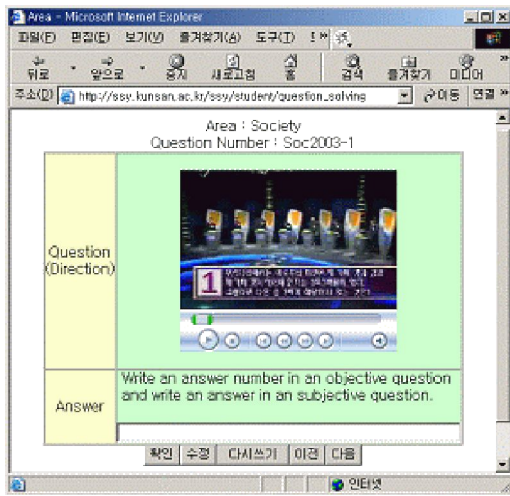 Area - Microsoft Internet Explorer
파일(F) 편집(E) 보기(V) 즐겨찾기(A) 도구(T) »
뒤로 앞으로 중지 새로고침 홈 검색 즐겨찾기 미디어 »
주소(D) http://ssy.kunsan.ac.kr/ssy/student/question_solving 이동 연결 »
Area : Society
Question Number : Soc2003-1
Question
(Direction)
1
Answer
Write an answer number in an objective question
and write an answer in an subjective question.
확인 수정 다시쓰기 이전 다음
인터넷